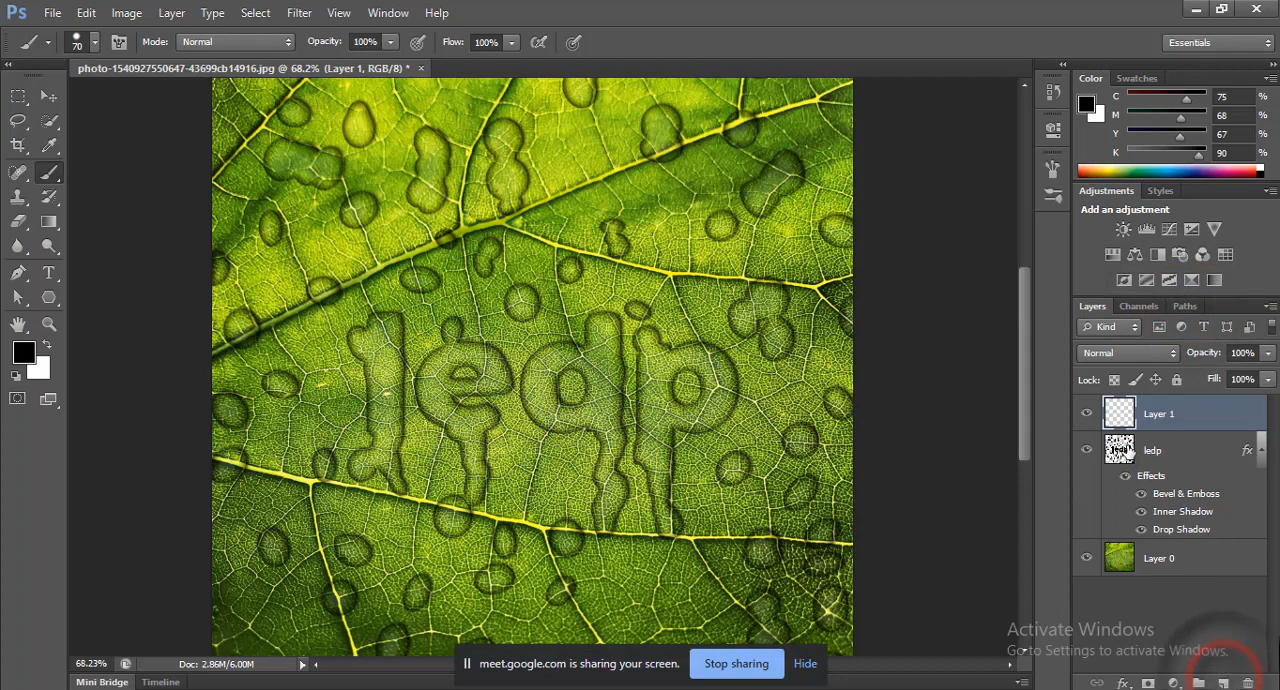 Ps File Edit Image Layer Type Select Filter View Window Help
70 Mode: Normal Opacity: 100% Flow: 100% Essentials
photo-1540927550647-43699cb14916.jpg @ 68.2% (Layer 1, RGB/8) * ×
Color Swatches
C 75 %
M 68 %
Y 67 %
K 90 %
Adjustments Styles
Add an adjustment
Layers Channels Paths
Kind
Normal Opacity: 100%
Lock: Fill: 100%
Layer 1
ledp fx
Effects
Bevel & Emboss
Inner Shadow
Drop Shadow
Layer 0
ledp
Activate Windows
Go to Settings to activate Windows.
68.23% Doc: 2.86M/6.00M
meet.google.com is sharing your screen. Stop sharing Hide
Mini Bridge Timeline
fx